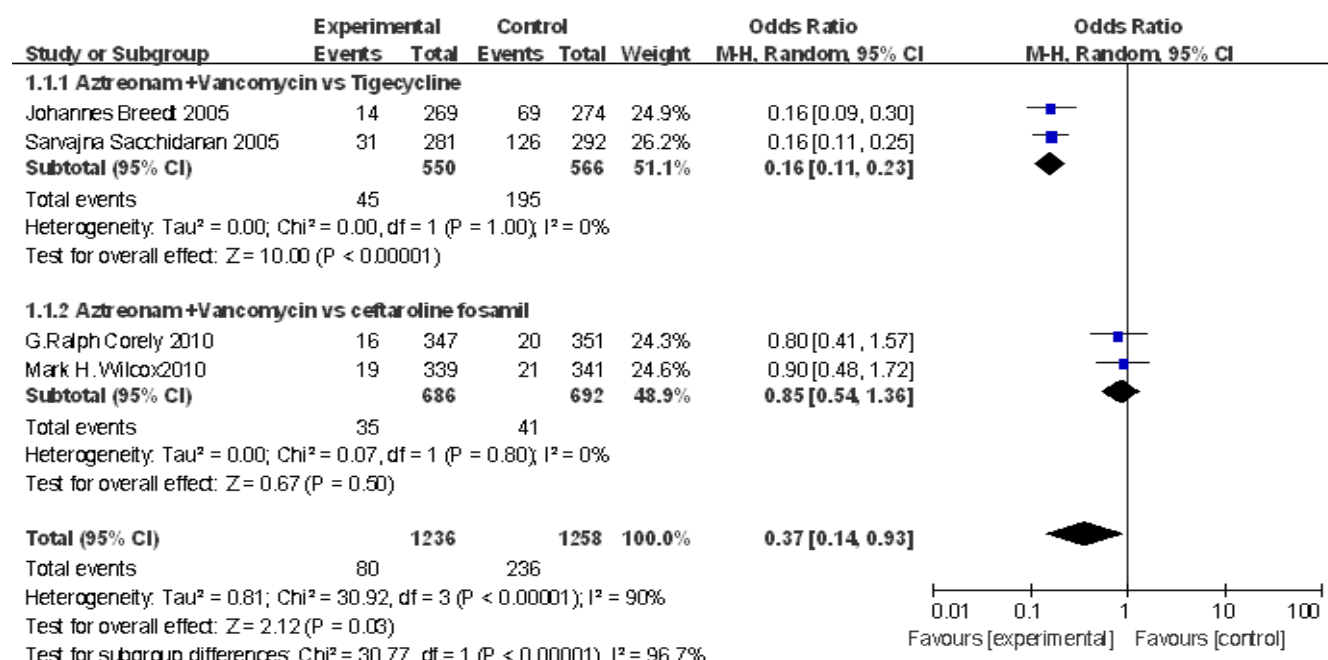 Experimental Control Odds Ratio Odds Ratio
Study or Subgroup Events Total Events Total Weight M-H, Random, 95% CI M-H, Random, 95% CI
1.1.1 Aztreonam+Vancomycin vs Tigecycline
Johannes Breedt 2005 14 269 69 274 24.9% 0.16 [0.09, 0.30]
Sarvajna Sacchidanan 2005 31 281 126 292 26.2% 0.16 [0.11, 0.25]
Subtotal (95% CI) 550 566 51.1% 0.16 [0.11, 0.23]
Total events 45 195
Heterogeneity: Tau² = 0.00; Chi² = 0.00, df = 1 (P = 1.00); I² = 0%
Test for overall effect: Z = 10.00 (P < 0.00001)
1.1.2 Aztreonam+Vancomycin vs ceftaroline fosamil
G.Ralph Corely 2010 16 347 20 351 24.3% 0.80 [0.41, 1.57]
Mark H.Wilcox2010 19 339 21 341 24.6% 0.90 [0.48, 1.72]
Subtotal (95% CI) 686 692 48.9% 0.85 [0.54, 1.36]
Total events 35 41
Heterogeneity: Tau² = 0.00; Chi² = 0.07, df = 1 (P = 0.80); I² = 0%
Test for overall effect: Z = 0.67 (P = 0.50)
Total (95% CI) 1236 1258 100.0% 0.37 [0.14, 0.93]
Total events 80 236
Heterogeneity: Tau² = 0.81; Chi² = 30.92, df = 3 (P < 0.00001); I² = 90%
Test for overall effect: Z = 2.12 (P = 0.03)
Test for subgroup differences: Chi² = 30.77, df = 1 (P < 0.00001), I² = 96.7%
0.01 0.1 1 10 100
Favours [experimental] Favours [control]